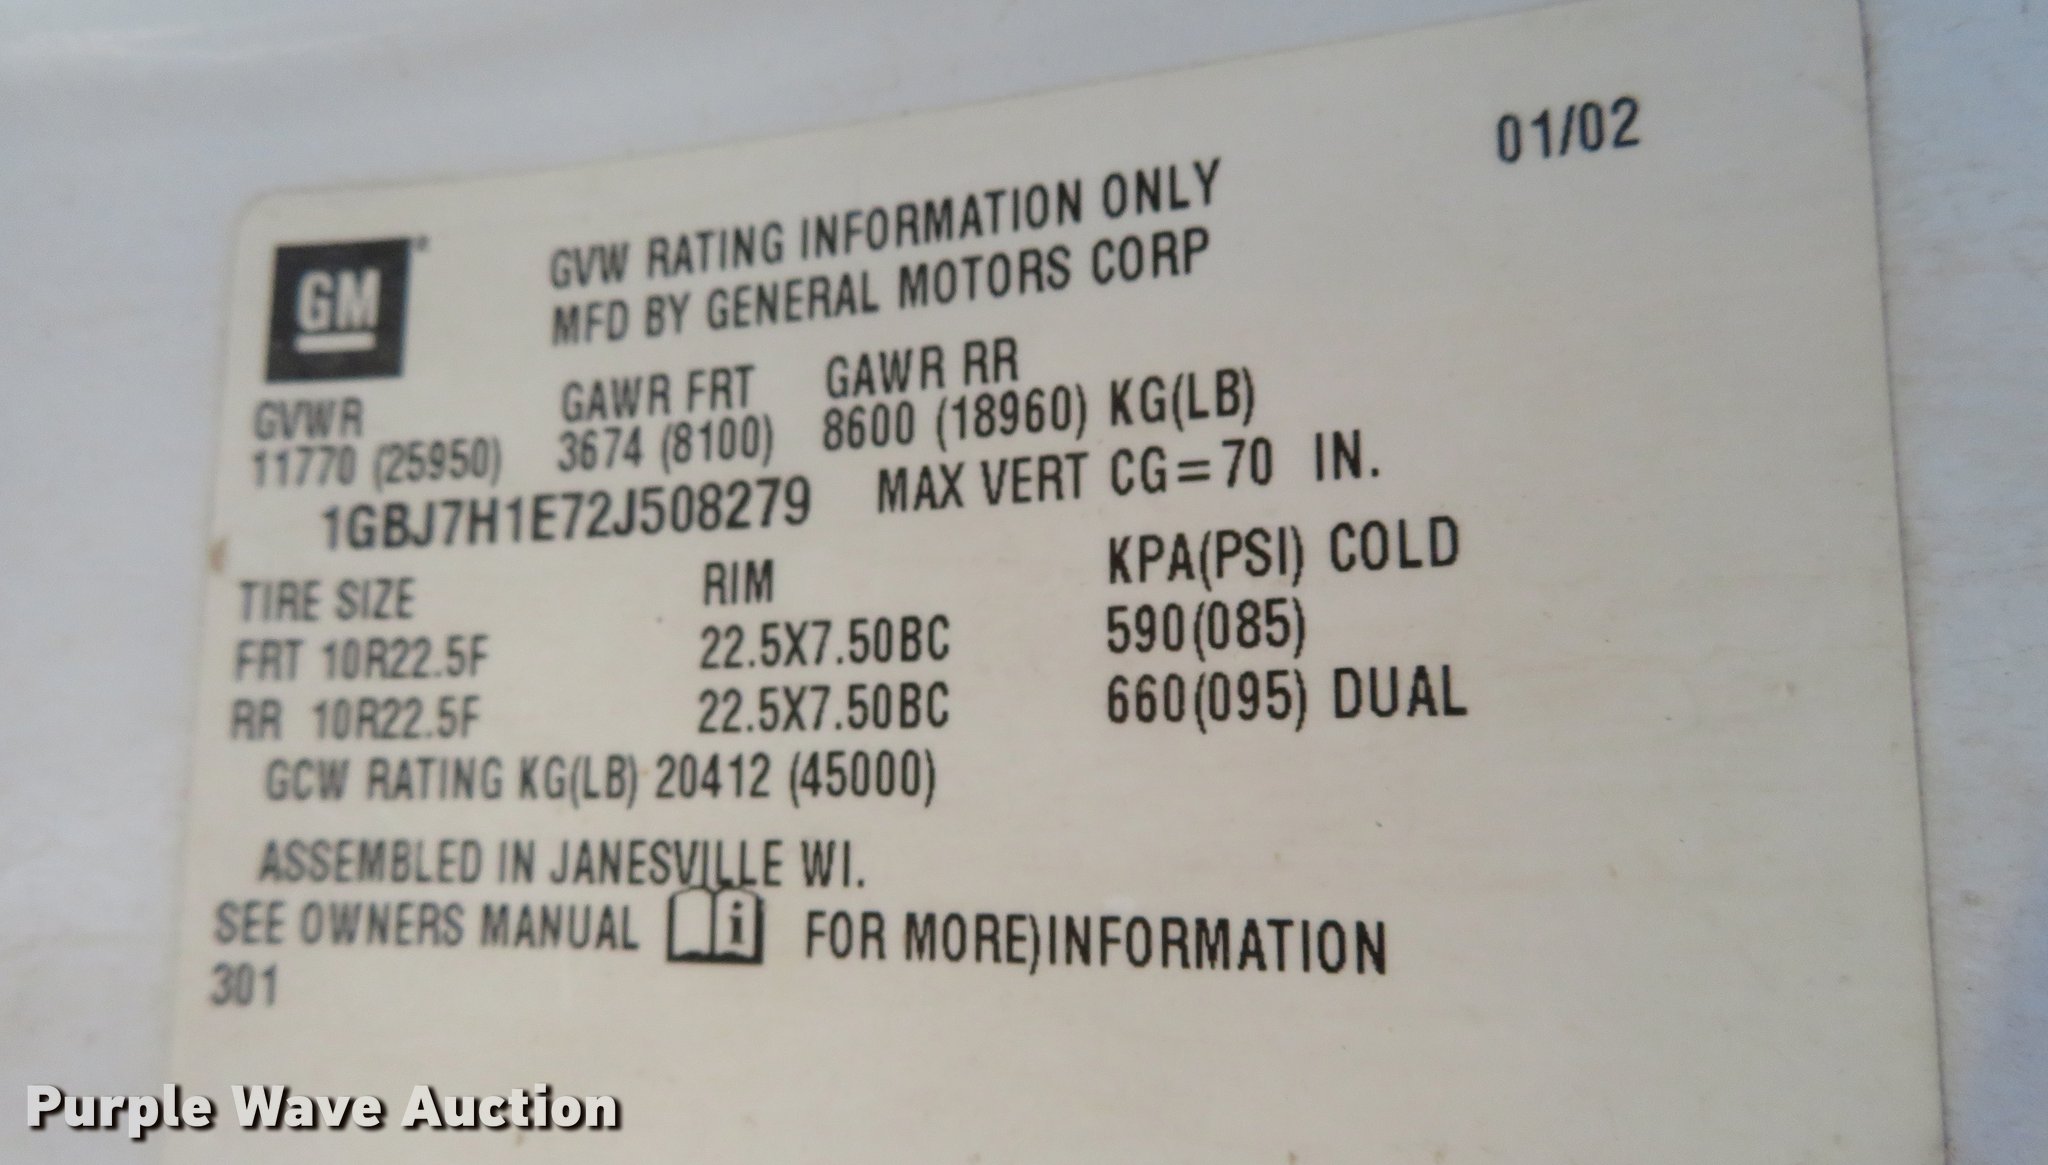 01/02
GM®
GVW RATING INFORMATION ONLY
MFD BY GENERAL MOTORS CORP
GVWR GAWR FRT GAWR RR
11770 (25950) 3674 (8100) 8600 (18960) KG(LB)
1GBJ7H1E72J508279 MAX VERT CG=70 IN.
TIRE SIZE RIM KPA(PSI) COLD
FRT 10R22.5F 22.5X7.50BC 590(085)
RR 10R22.5F 22.5X7.50BC 660(095) DUAL
GCW RATING KG(LB) 20412 (45000)
ASSEMBLED IN JANESVILLE WI.
SEE OWNERS MANUAL i FOR MORE)INFORMATION
301
Purple Wave Auction